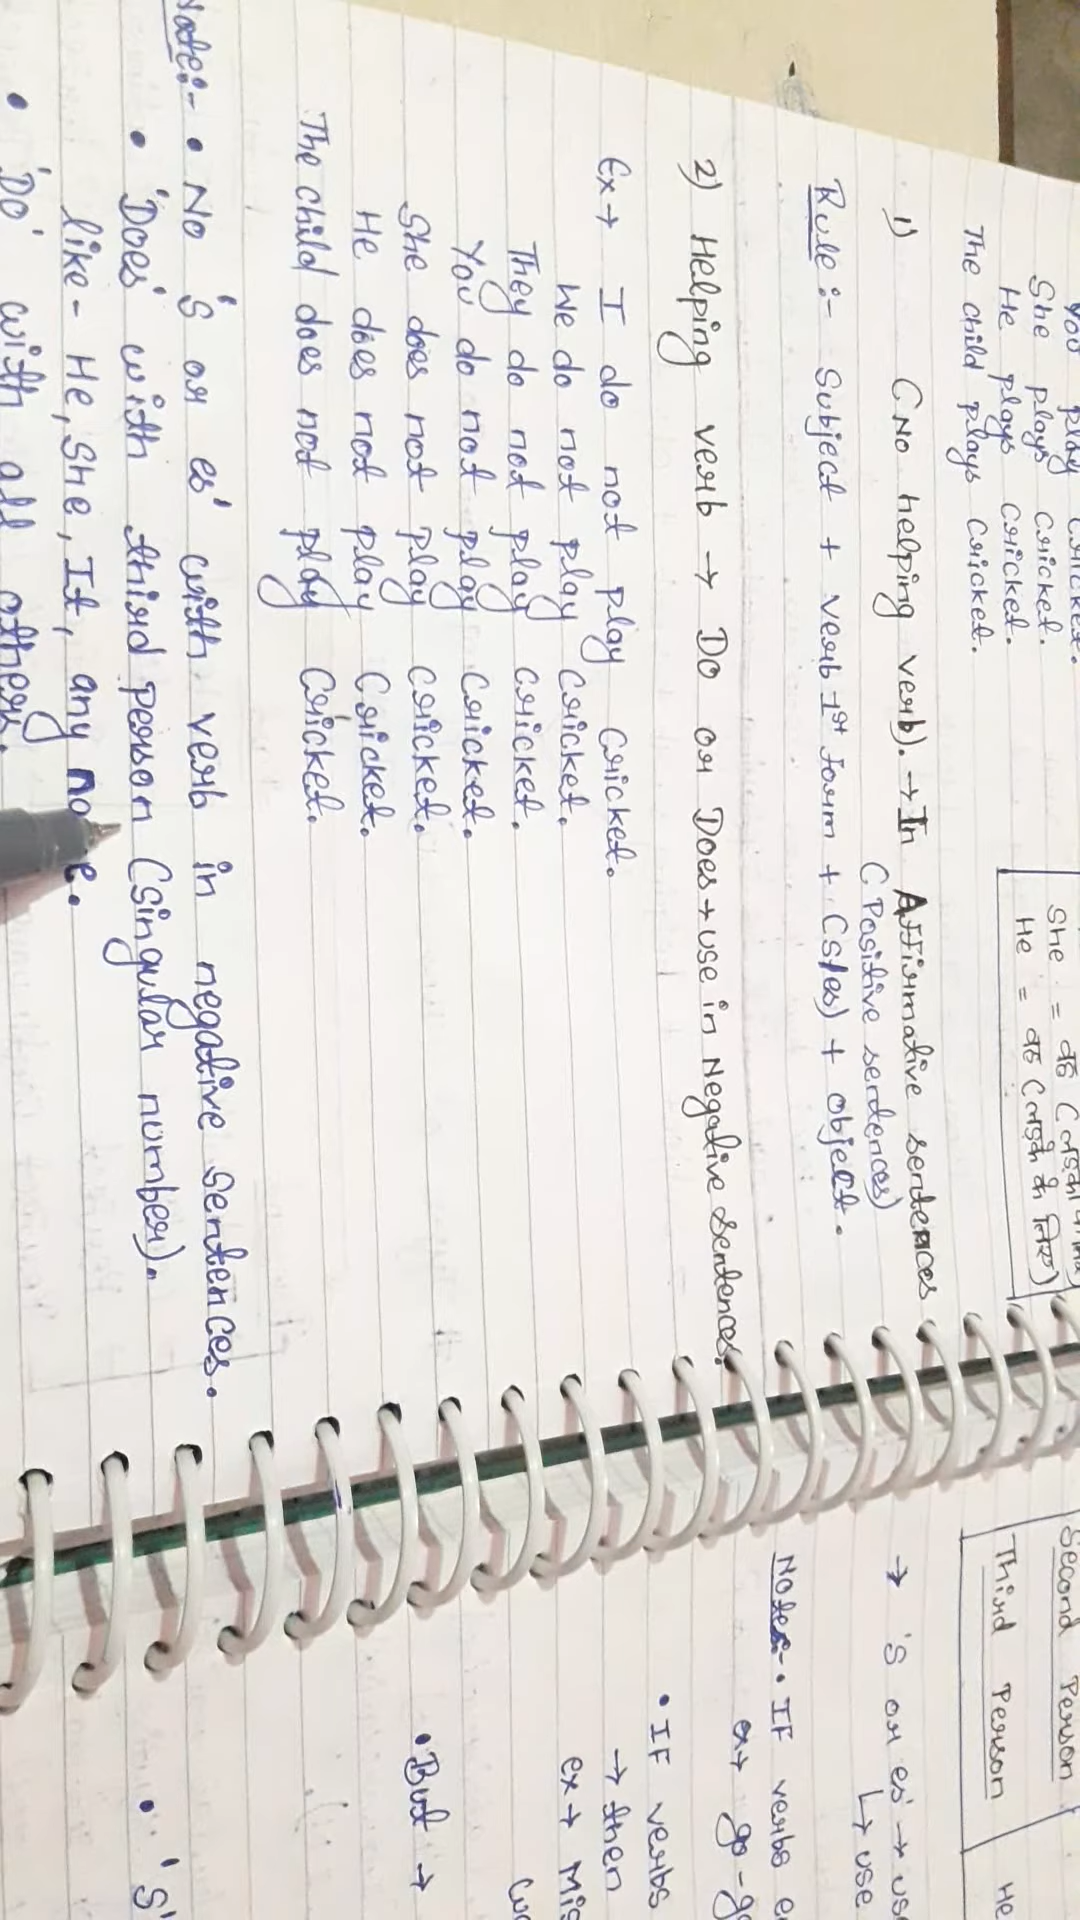 You play cricket.
She plays cricket.
He plays cricket.
The child plays cricket.
She = वह
He = वह (लड़के के लिए)
1) (No helping verb). → In Affirmative sentences
(Positive sentences)
Rule :- Subject + verb 1st form + (s/es) + object.
2) Helping verb → Do or Does → use in Negative sentences.
Ex → I do not play cricket.
We do not play cricket.
They do not play cricket.
You do not play cricket.
She does not play cricket.
He does not play cricket.
The child does not play cricket.
Note:- • No 's or es' with verb in negative sentences.
• 'Does' with third person (singular number).
like - He, She, It, any
• 'Do' with all others.
Second Person
Third Person He
→ 's or es' →
↳ use
Note:- • IF verbs
ex → go -
• IF verbs
→ then
ex →
• But →
• 's'